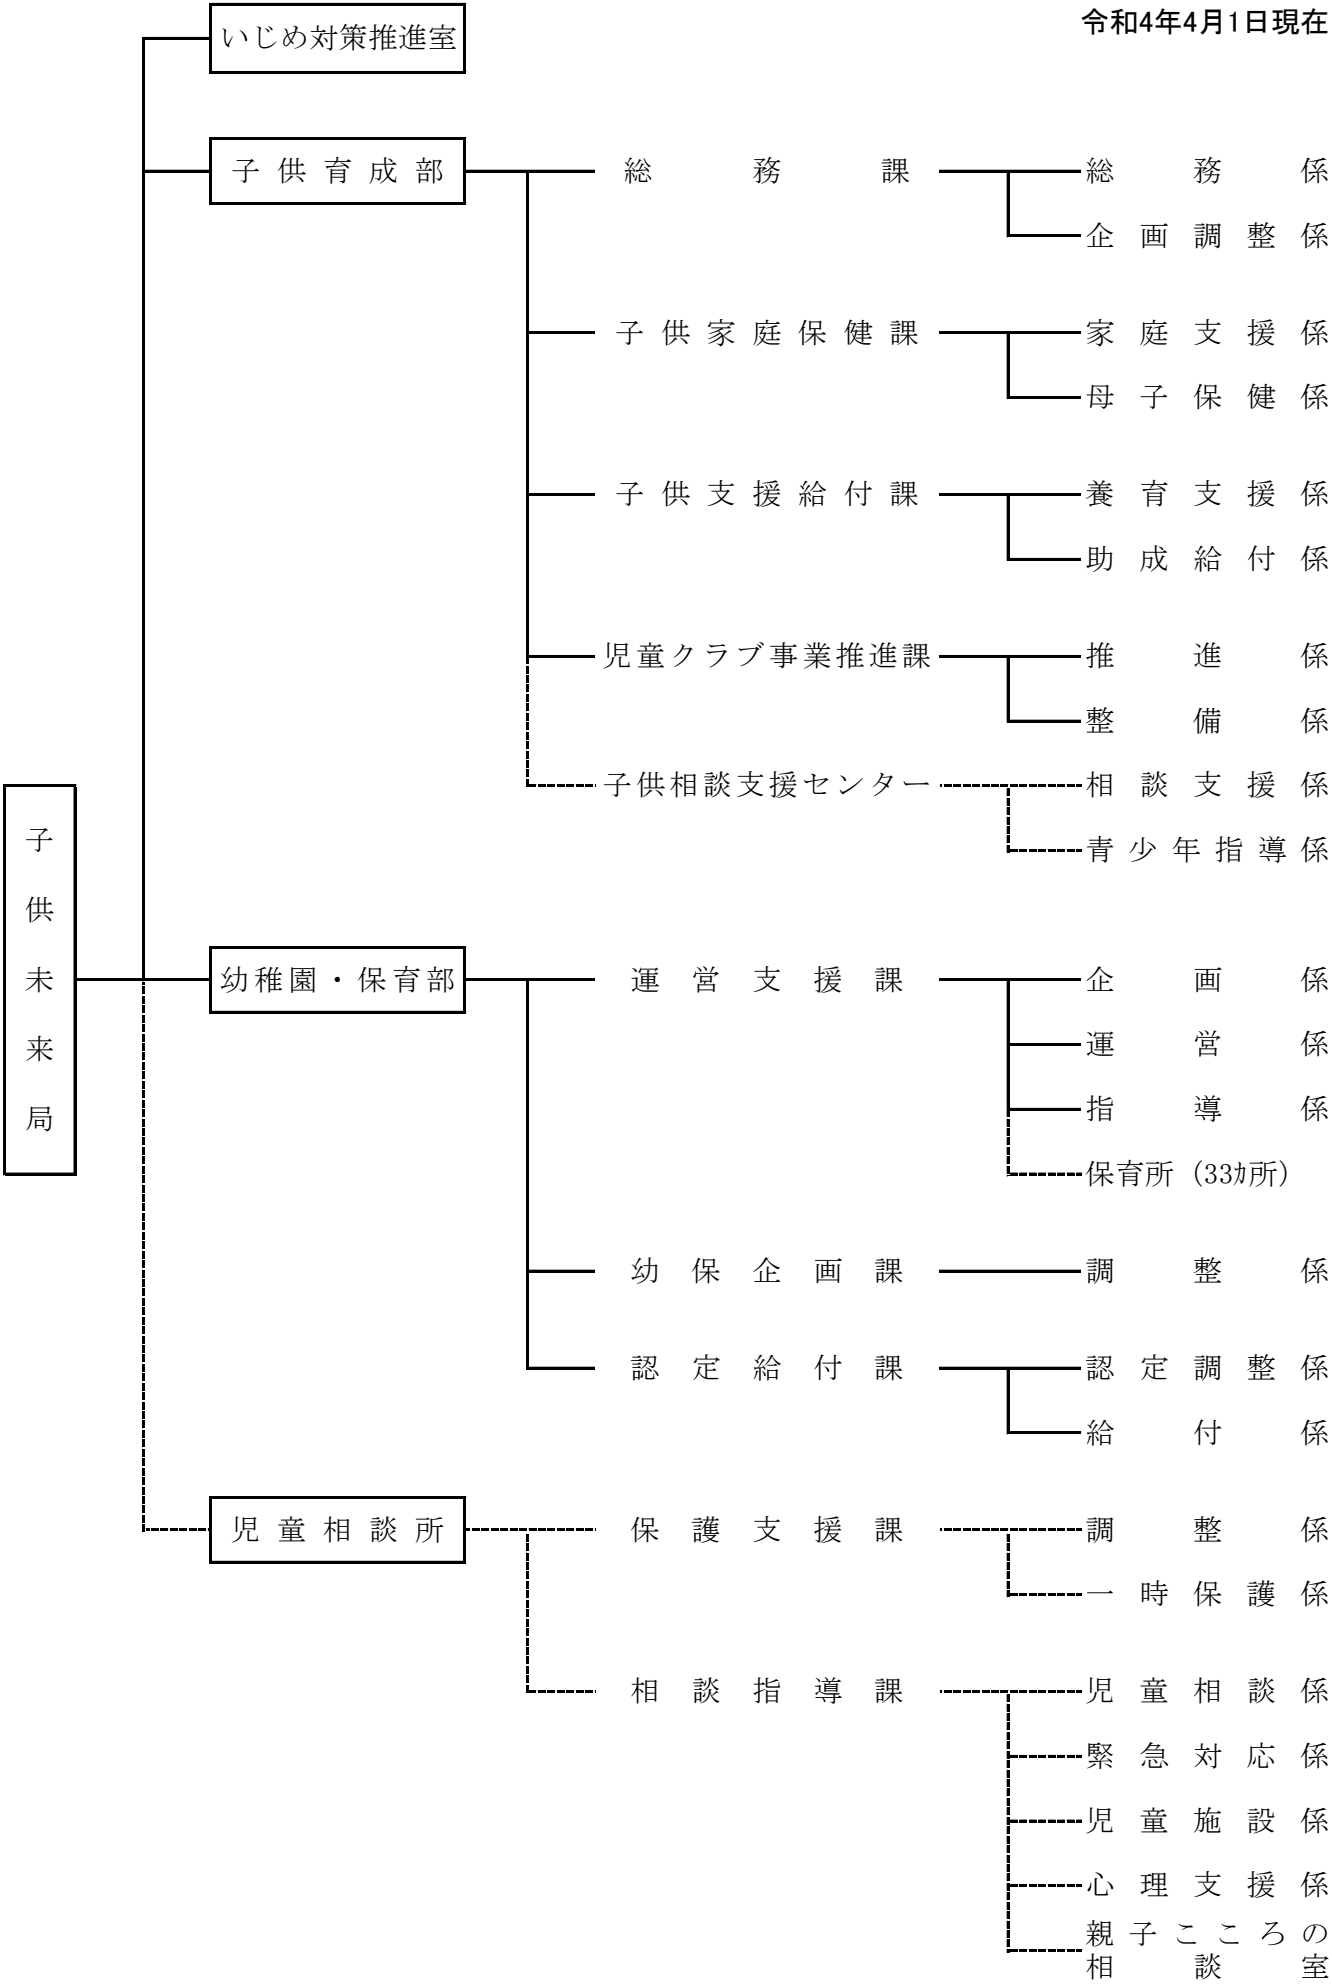 令和4年4月1日現在
いじめ対策推進室
子供育成部 総務課 総務係
企画調整係
子供家庭保健課 家庭支援係
母子保健係
子供支援給付課 養育支援係
助成給付係
児童クラブ事業推進課 推進係
整備係
子供相談支援センター 相談支援係
青少年指導係
子供未来局
幼稚園・保育部 運営支援課 企画係
運営係
指導係
保育所（33ｶ所）
幼保企画課 調整係
認定給付課 認定調整係
給付係
児童相談所 保護支援課 調整係
一時保護係
相談指導課 児童相談係
緊急対応係
児童施設係
心理支援係
親子こころの
相談室